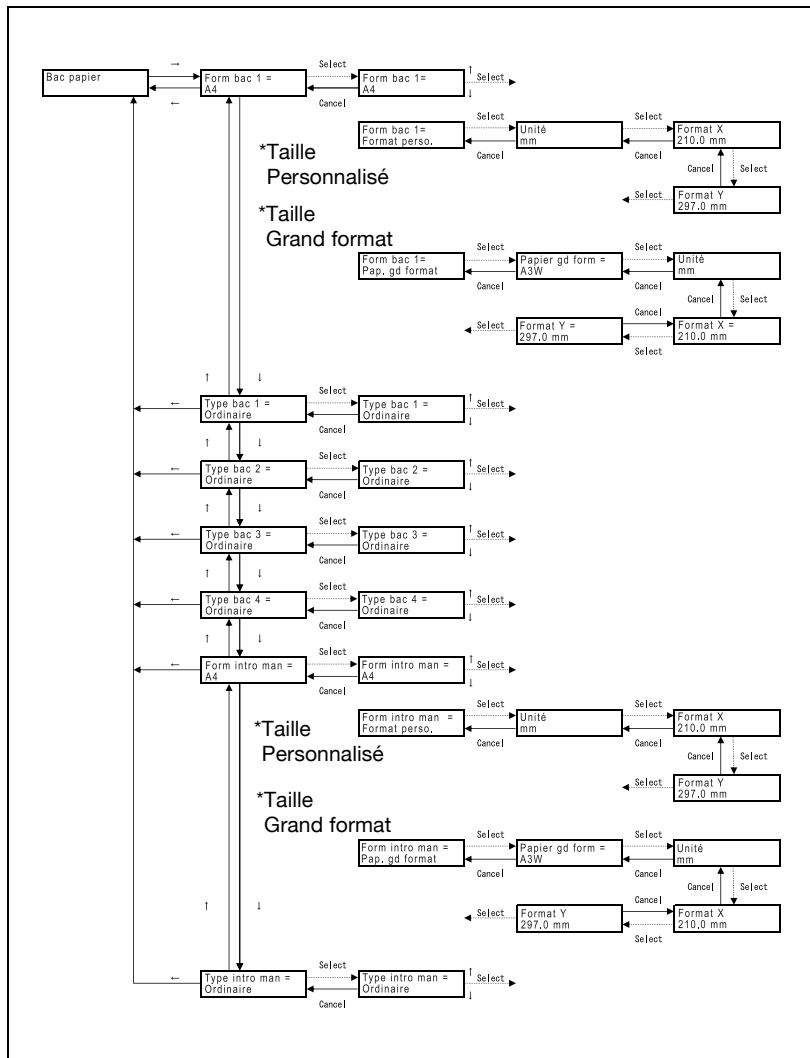 Bac papier
→
←
Form bac 1 =
A4
Select
Cancel
Form bac 1=
A4
↑
↓
Select
*Taille
Personnalisé
Form bac 1=
Format perso.
Select
Cancel
Unité
mm
Select
Cancel
Format X
210.0 mm
Cancel
Select
Select
Format Y
297.0 mm
*Taille
Grand format
Form bac 1=
Pap. gd format
Select
Cancel
Papier gd form =
A3W
Select
Cancel
Unité
mm
Cancel
Select
Select
Format Y =
297.0 mm
Cancel
Select
Format X =
210.0 mm
↑
↓
←
Type bac 1 =
Ordinaire
Select
Cancel
Type bac 1 =
Ordinaire
↑
↓
Select
↑
↓
←
Type bac 2 =
Ordinaire
Select
Cancel
Type bac 2 =
Ordinaire
↑
↓
Select
↑
↓
←
Type bac 3 =
Ordinaire
Select
Cancel
Type bac 3 =
Ordinaire
↑
↓
Select
↑
↓
←
Type bac 4 =
Ordinaire
Select
Cancel
Type bac 4 =
Ordinaire
↑
↓
Select
↑
↓
←
Form intro man =
A4
Select
Cancel
Form intro man =
A4
↑
↓
Select
*Taille
Personnalisé
Form intro man =
Format perso.
Select
Cancel
Unité
mm
Select
Cancel
Format X
210.0 mm
Cancel
Select
Select
Format Y
297.0 mm
*Taille
Grand format
Form intro man =
Pap. gd format
Select
Cancel
Papier gd form =
A3W
Select
Cancel
Unité
mm
Cancel
Select
Select
Format Y
297.0 mm
Cancel
Select
Format X
210.0 mm
↑
↓
←
Type intro man =
Ordinaire
Select
Cancel
Type intro man =
Ordinaire
↑
↓
Select